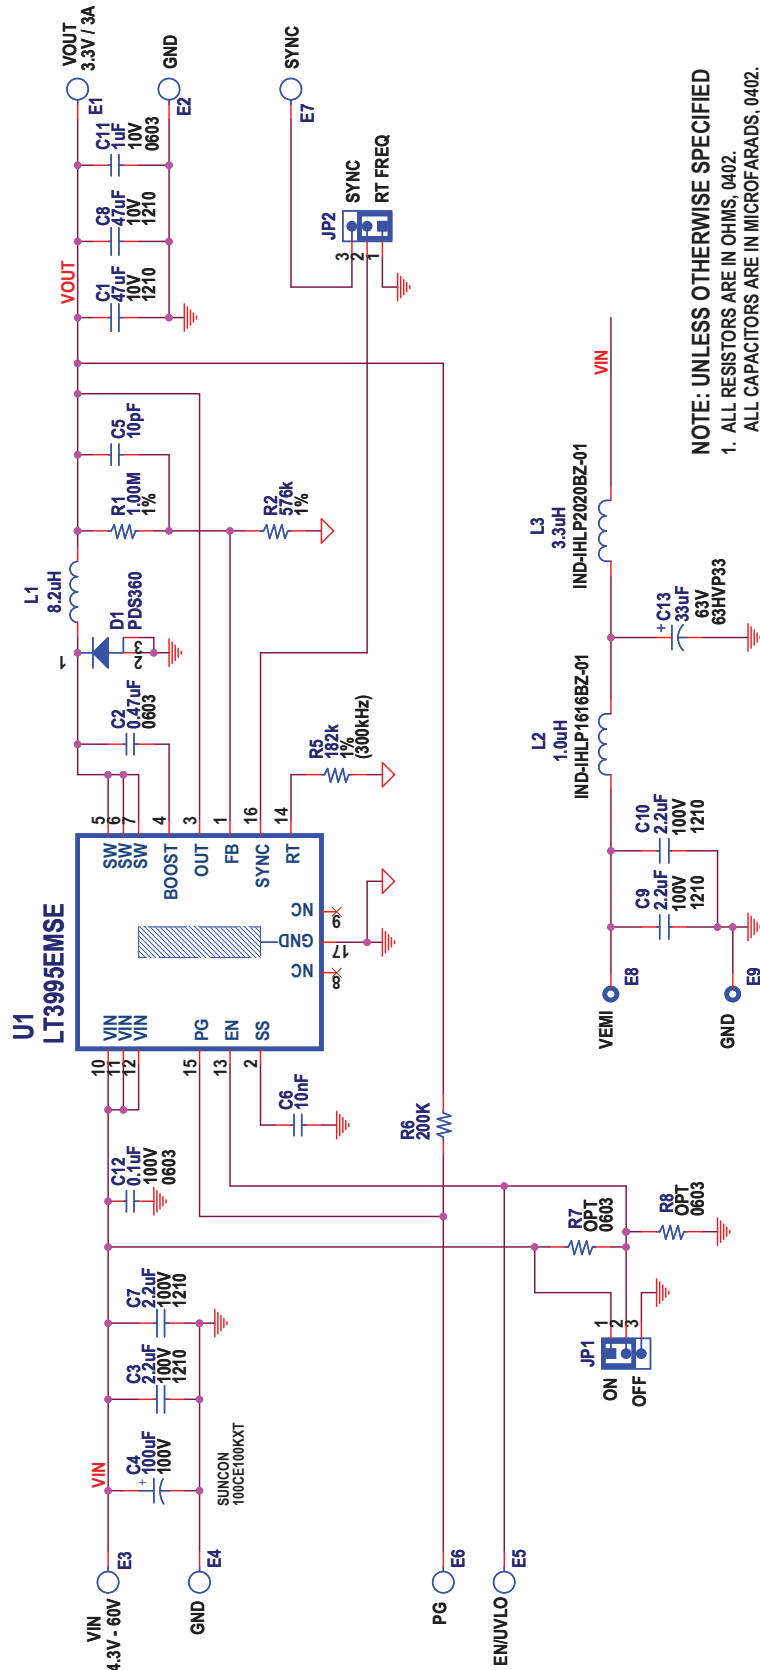 VIN
4.3V - 60V
E3
GND
E4
VIN
C4
100uF
100V
+
SUNCON
100CE100KXT
C3
2.2uF
100V
1210
C7
2.2uF
100V
1210
C12
0.1uF
100V
0603
U1
LT3995EMSE
10
11
12
15
13
2
VIN
VIN
VIN
PG
EN
SS
NC
GND
NC
8
17
9
SW
SW
SW
BOOST
OUT
FB
SYNC
RT
5
6
7
4
3
1
16
14
C6
10nF
C2
0.47uF
0603
1
D1
PDS360
2
3
L1
8.2uH
R1
1.00M
1%
C5
10pF
R2
576k
1%
R5
182k
1%
(300kHz)
VOUT
C1
47uF
10V
1210
C8
47uF
10V
1210
C11
1uF
10V
0603
VOUT
3.3V / 3A
E1
GND
E2
SYNC
E7
JP2
SYNC
RT FREQ
3
2
1
R6
200K
PG
E6
EN/UVLO
E5
R7
OPT
0603
R8
OPT
0603
JP1
ON
OFF
1
2
3
VEMI
E8
GND
E9
C9
2.2uF
100V
1210
C10
2.2uF
100V
1210
L2
1.0uH
IND-IHLP1616BZ-01
+
C13
33uF
63V
63HVP33
L3
3.3uH
IND-IHLP2020BZ-01
VIN
NOTE: UNLESS OTHERWISE SPECIFIED
1. ALL RESISTORS ARE IN OHMS, 0402.
ALL CAPACITORS ARE IN MICROFARADS, 0402.